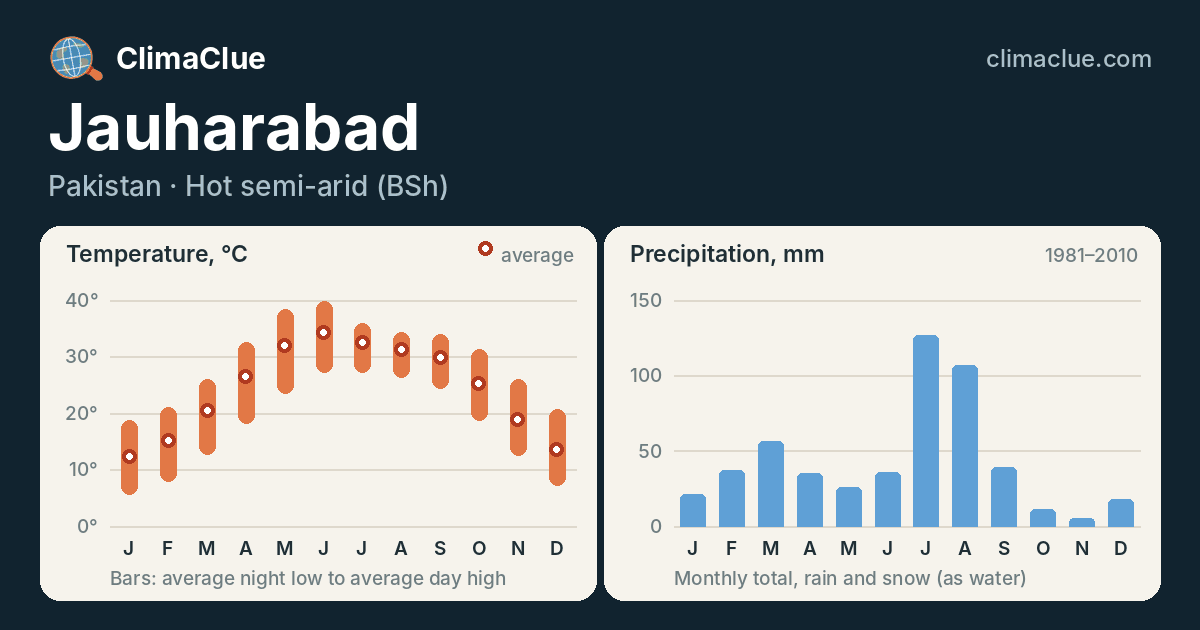 ClimaClue
climaclue.com
Jauharabad
Pakistan · Hot semi-arid (BSh)
Temperature, °C
average
40°
30°
20°
10°
0°
J F M A M J J A S O N D
Bars: average night low to average day high
Precipitation, mm
1981–2010
150
100
50
0
J F M A M J J A S O N D
Monthly total, rain and snow (as water)